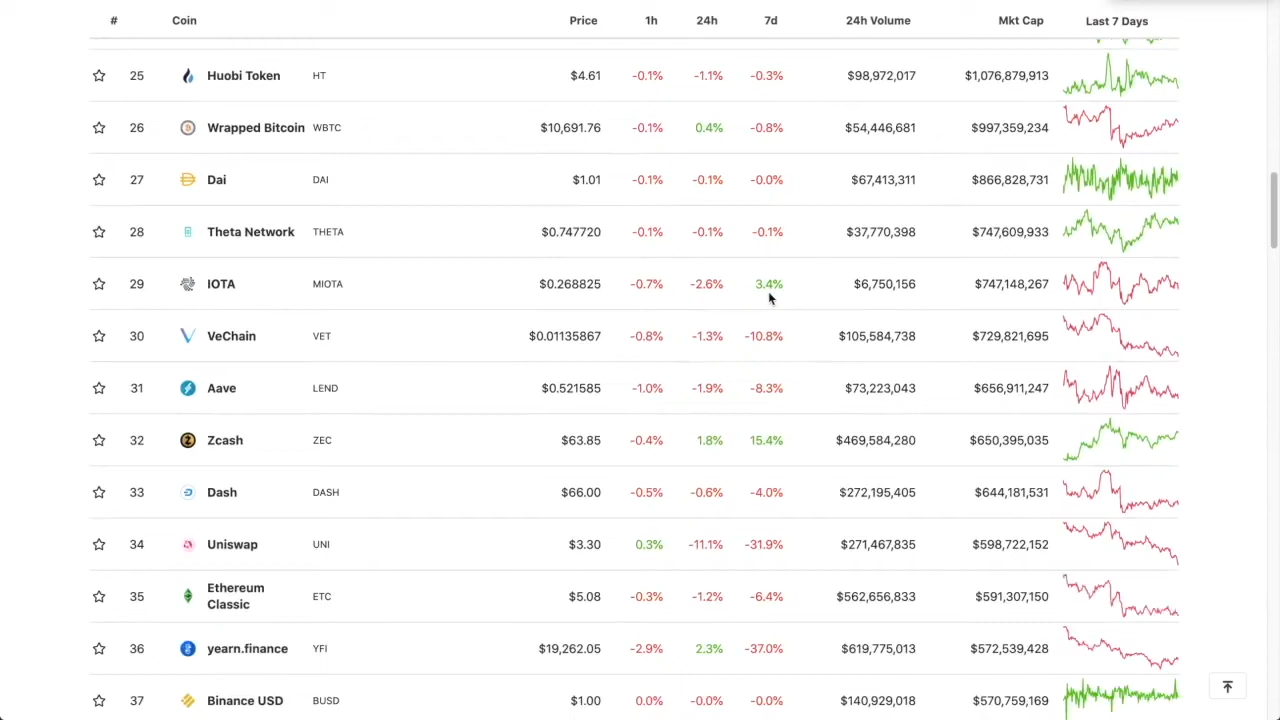 # Coin Price 1h 24h 7d 24h Volume Mkt Cap Last 7 Days
25 Huobi Token HT $4.61 -0.1% -1.1% -0.3% $98,972,017 $1,076,879,913
26 Wrapped Bitcoin WBTC $10,691.76 -0.1% 0.4% -0.8% $54,446,681 $997,359,234
27 Dai DAI $1.01 -0.1% -0.1% -0.0% $67,413,311 $866,828,731
28 Theta Network THETA $0.747720 -0.1% -0.1% -0.1% $37,770,398 $747,609,933
29 IOTA MIOTA $0.268825 -0.7% -2.6% 3.4% $6,750,156 $747,148,267
30 VeChain VET $0.01135867 -0.8% -1.3% -10.8% $105,584,738 $729,821,695
31 Aave LEND $0.521585 -1.0% -1.9% -8.3% $73,223,043 $656,911,247
32 Zcash ZEC $63.85 -0.4% 1.8% 15.4% $469,584,280 $650,395,035
33 Dash DASH $66.00 -0.5% -0.6% -4.0% $272,195,405 $644,181,531
34 Uniswap UNI $3.30 0.3% -11.1% -31.9% $271,467,835 $598,722,152
35 Ethereum Classic ETC $5.08 -0.3% -1.2% -6.4% $562,656,833 $591,307,150
36 yearn.finance YFI $19,262.05 -2.9% 2.3% -37.0% $619,775,013 $572,539,428
37 Binance USD BUSD $1.00 0.0% -0.0% -0.0% $140,929,018 $570,759,169